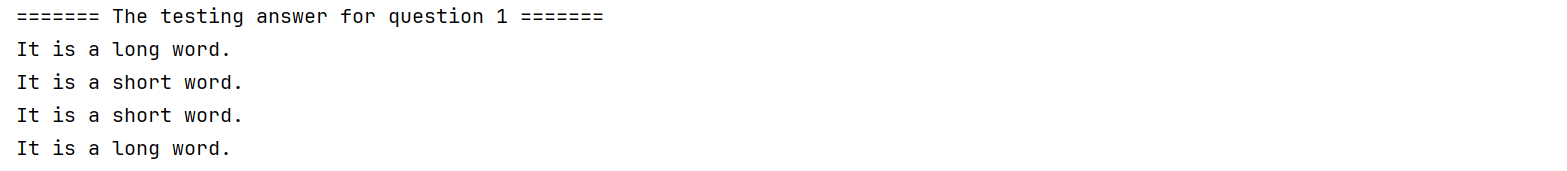 ======= The testing answer for question 1 =======
It is a long word.
It is a short word.
It is a short word.
It is a long word.